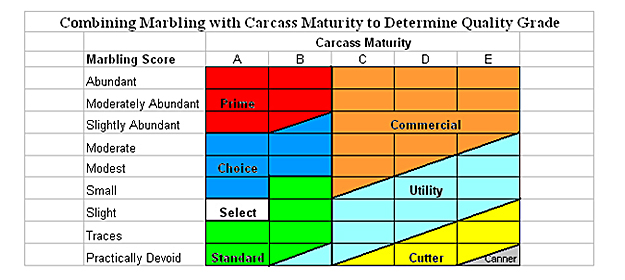 Combining Marbling with Carcass Maturity to Determine Quality Grade
Carcass Maturity
Marbling Score A B C D E
Abundant
Moderately Abundant Prime
Slightly Abundant Commercial
Moderate
Modest Choice
Small Utility
Slight Select
Traces
Practically Devoid Standard Cutter Canner